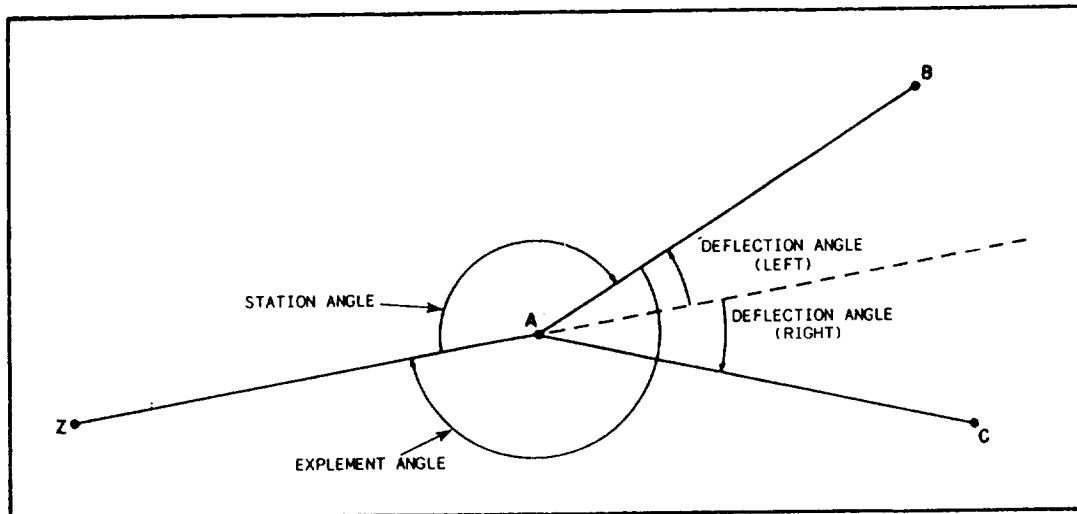 B
DEFLECTION ANGLE
(LEFT)
STATION ANGLE
A
DEFLECTION ANGLE
(RIGHT)
Z
C
EXPLEMENT ANGLE